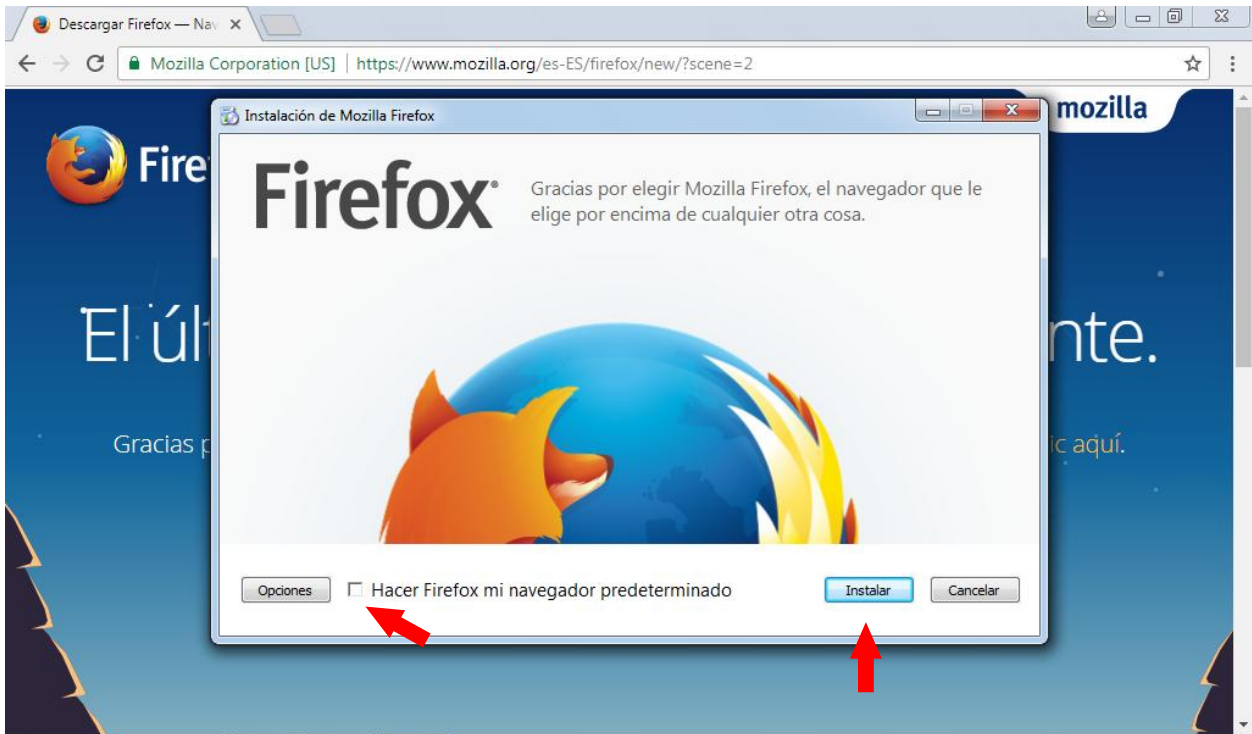 Descargar Firefox — Nav
Mozilla Corporation [US] | https://www.mozilla.org/es-ES/firefox/new/?scene=2
mozilla
Instalación de Mozilla Firefox
Fire
Firefox
Gracias por elegir Mozilla Firefox, el navegador que le
elige por encima de cualquier otra cosa.
El últ
nte.
Gracias p
ic aquí.
Opciones
Hacer Firefox mi navegador predeterminado
Instalar
Cancelar